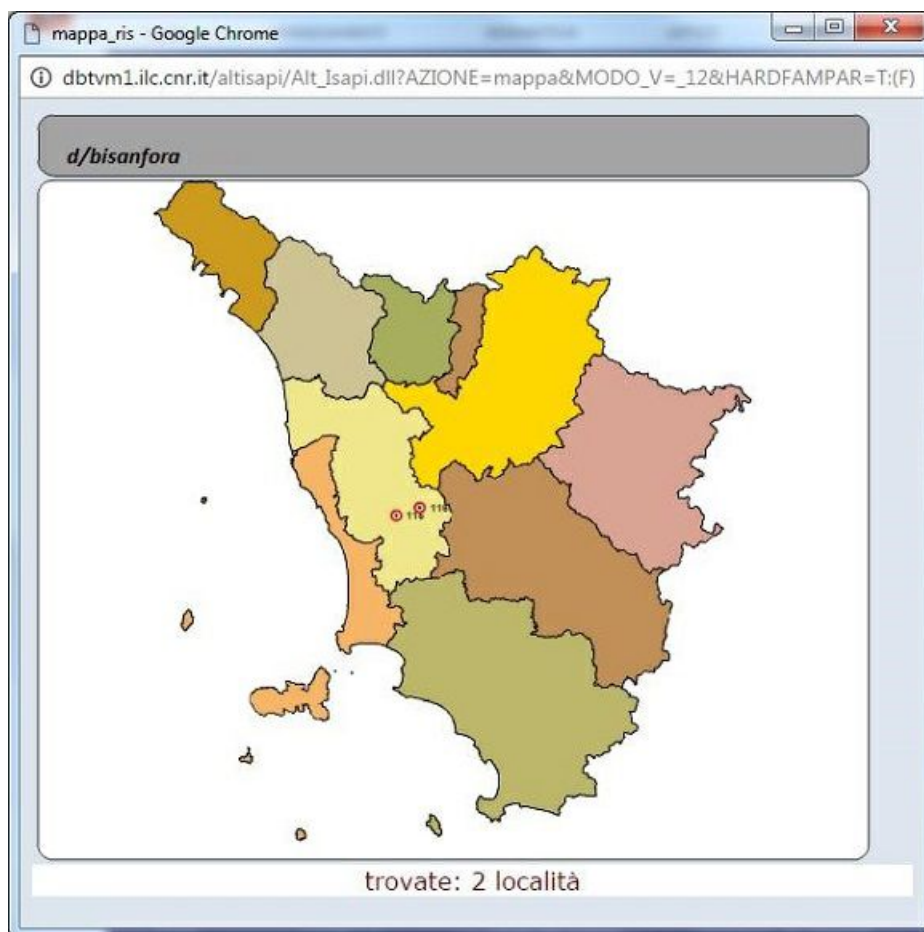 mappa_ris - Google Chrome
dbtvm1.ilc.cnr.it/altisapi/Alt_Isapi.dll?AZIONE=mappa&MODO_V=_12&HARDFAMPAR=T:(F)
d/bisanfora
trovate: 2 località